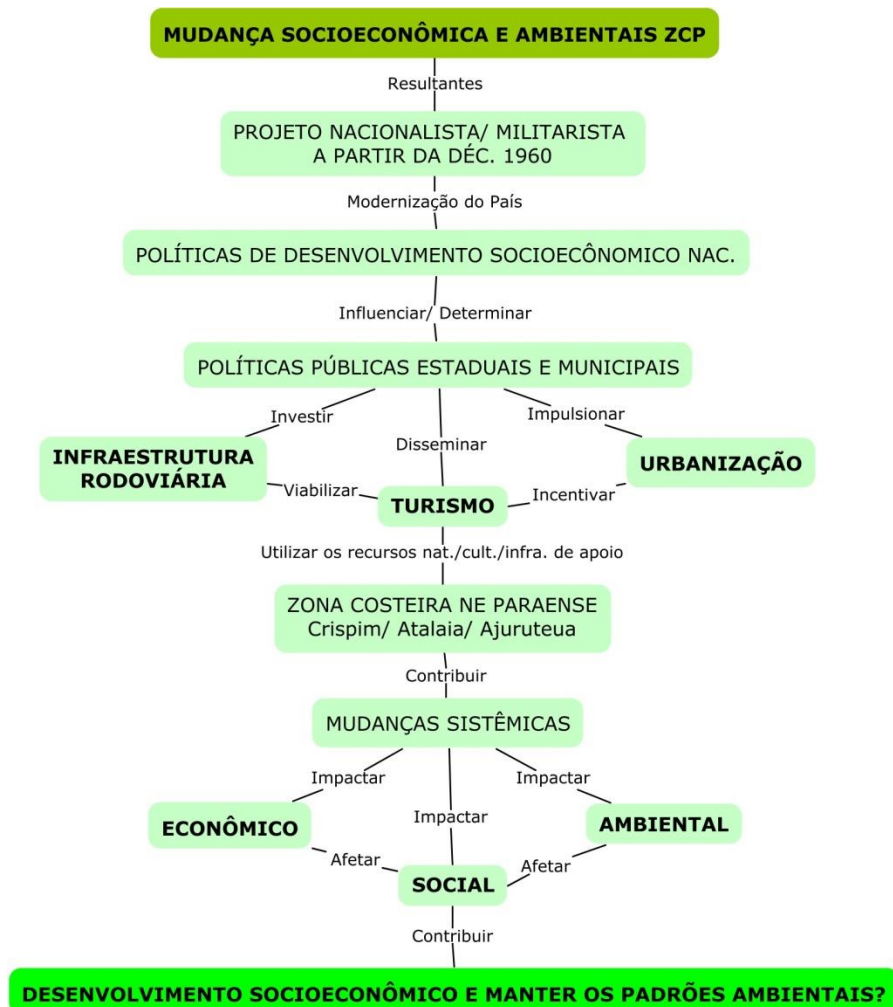 MUDANÇA SOCIOECONÔMICA E AMBIENTAIS ZCP
Resultantes
PROJETO NACIONALISTA/ MILITARISTA
A PARTIR DA DÉC. 1960
Modernização do País
POLÍTICAS DE DESENVOLVIMENTO SOCIOECÔNOMICO NAC.
Influenciar/ Determinar
POLÍTICAS PÚBLICAS ESTADUAIS E MUNICIPAIS
Investir
Disseminar
Impulsionar
INFRAESTRUTURA
RODOVIÁRIA
URBANIZAÇÃO
Viabilizar
TURISMO
Incentivar
Utilizar os recursos nat./cult./infra. de apoio
ZONA COSTEIRA NE PARAENSE
Crispim/ Atalaia/ Ajuruteua
Contribuir
MUDANÇAS SISTÊMICAS
Impactar
Impactar
Impactar
ECONÔMICO
AMBIENTAL
Afetar
SOCIAL
Afetar
Contribuir
DESENVOLVIMENTO SOCIOECONÔMICO E MANTER OS PADRÕES AMBIENTAIS?